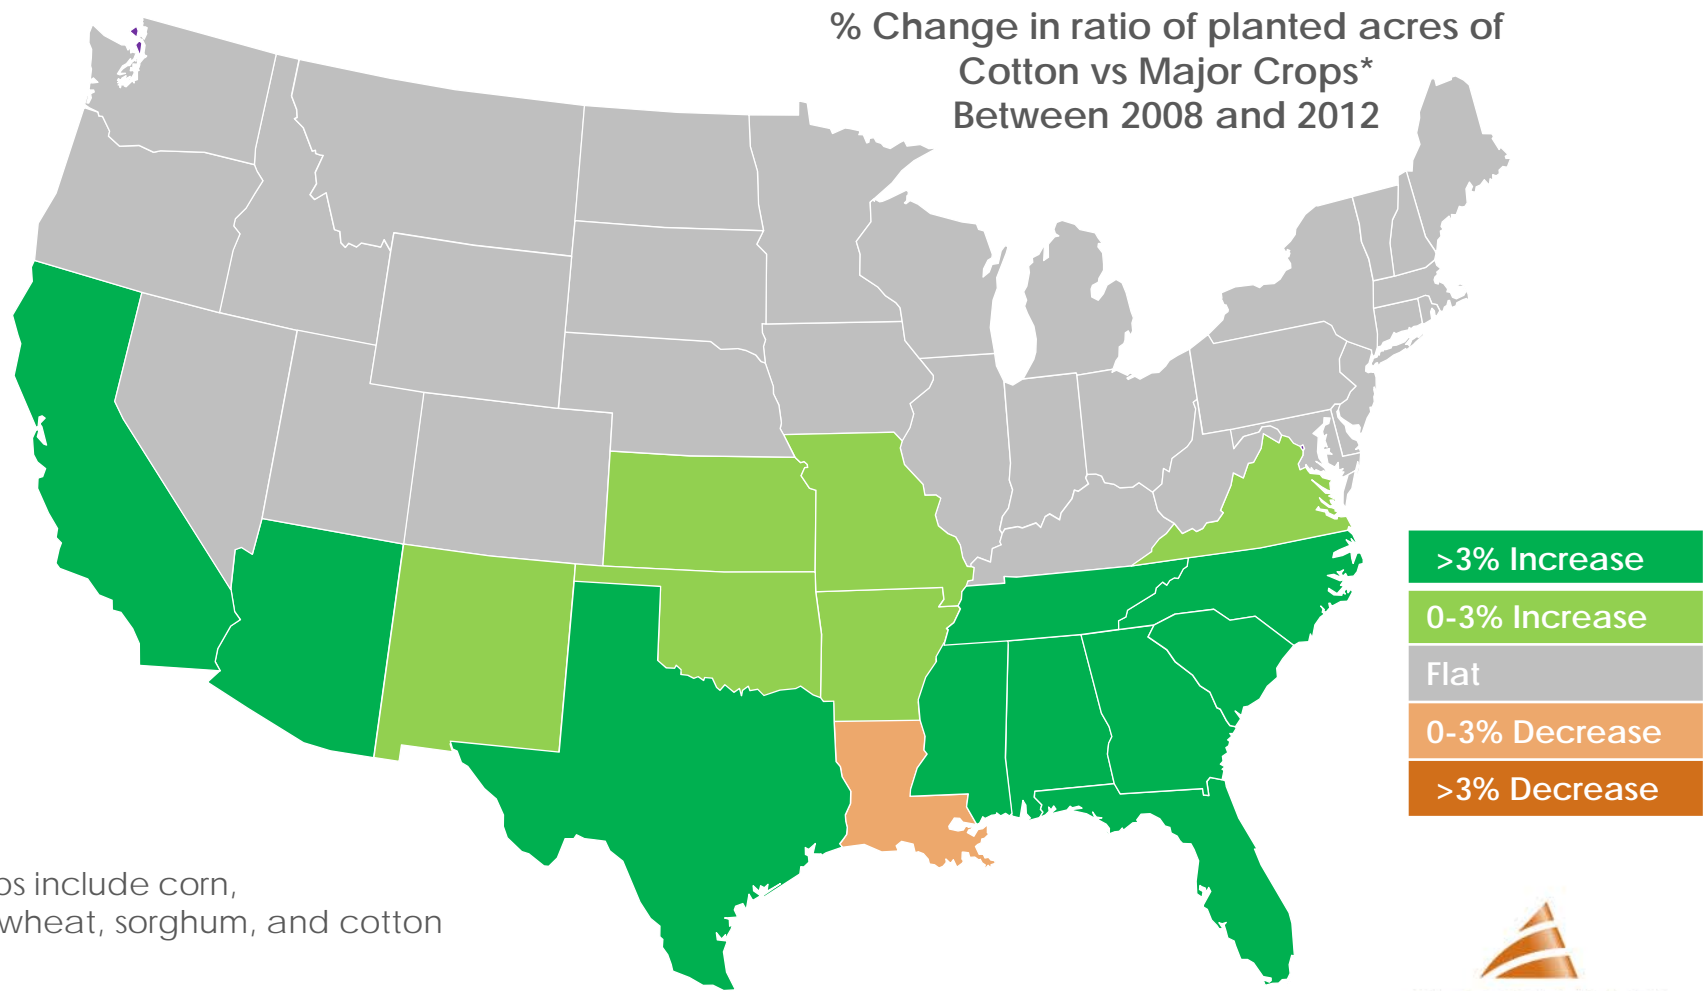 % Change in ratio of planted acres of
Cotton vs Major Crops*
Between 2008 and 2012
>3% Increase
0-3% Increase
Flat
0-3% Decrease
>3% Decrease
include corn,
wheat, sorghum, and cotton